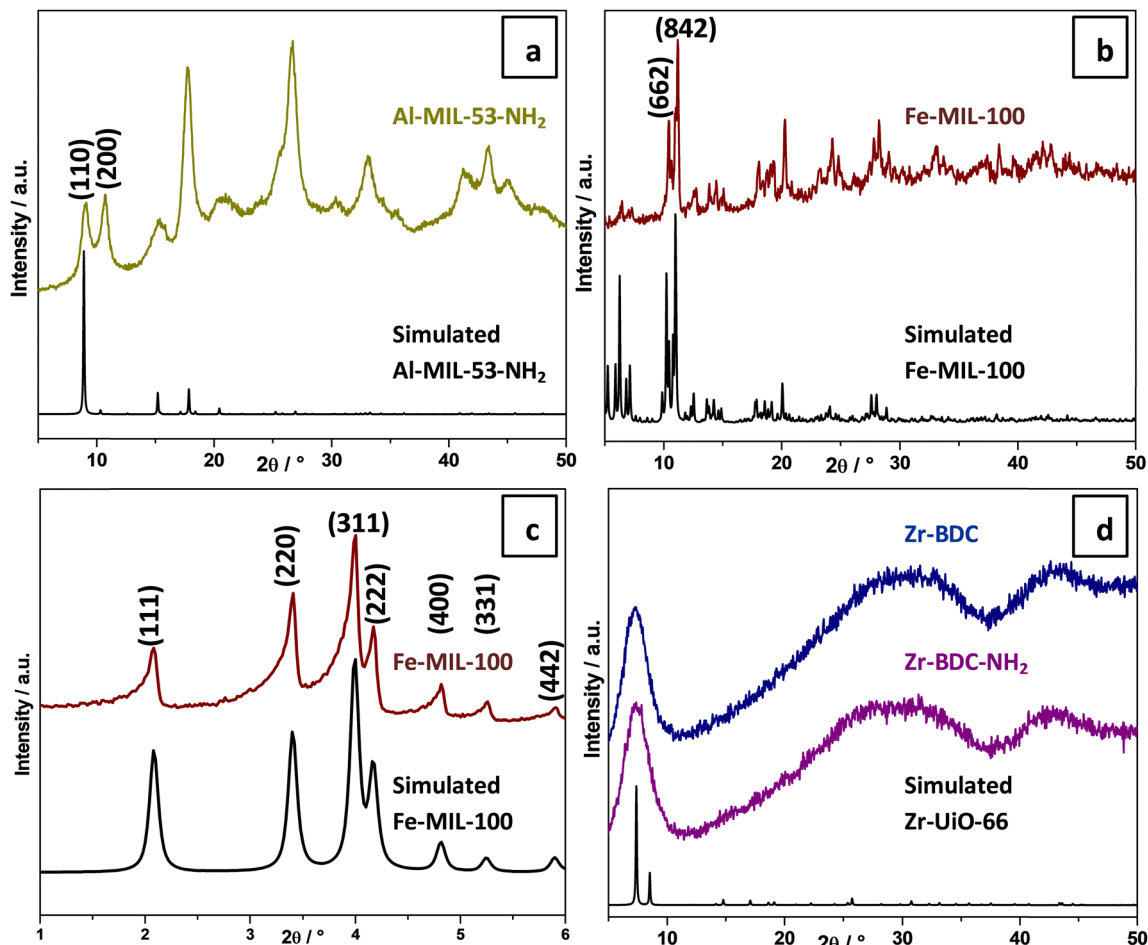 a
(110)
(200)
Al-MIL-53-NH₂
Simulated
Al-MIL-53-NH₂
Intensity / a.u.
10 20 30 40 50
2θ / °
b
(842)
(662)
Fe-MIL-100
Simulated
Fe-MIL-100
Intensity / a.u.
10 20 30 40 50
2θ / °
c
(111)
(220)
(311)
(222)
(400)
(331)
(442)
Fe-MIL-100
Simulated
Fe-MIL-100
Intensity / a.u.
1 2 3 4 5 6
2θ / °
d
Zr-BDC
Zr-BDC-NH₂
Simulated
Zr-UiO-66
Intensity / a.u.
10 20 30 40 50
2θ / °